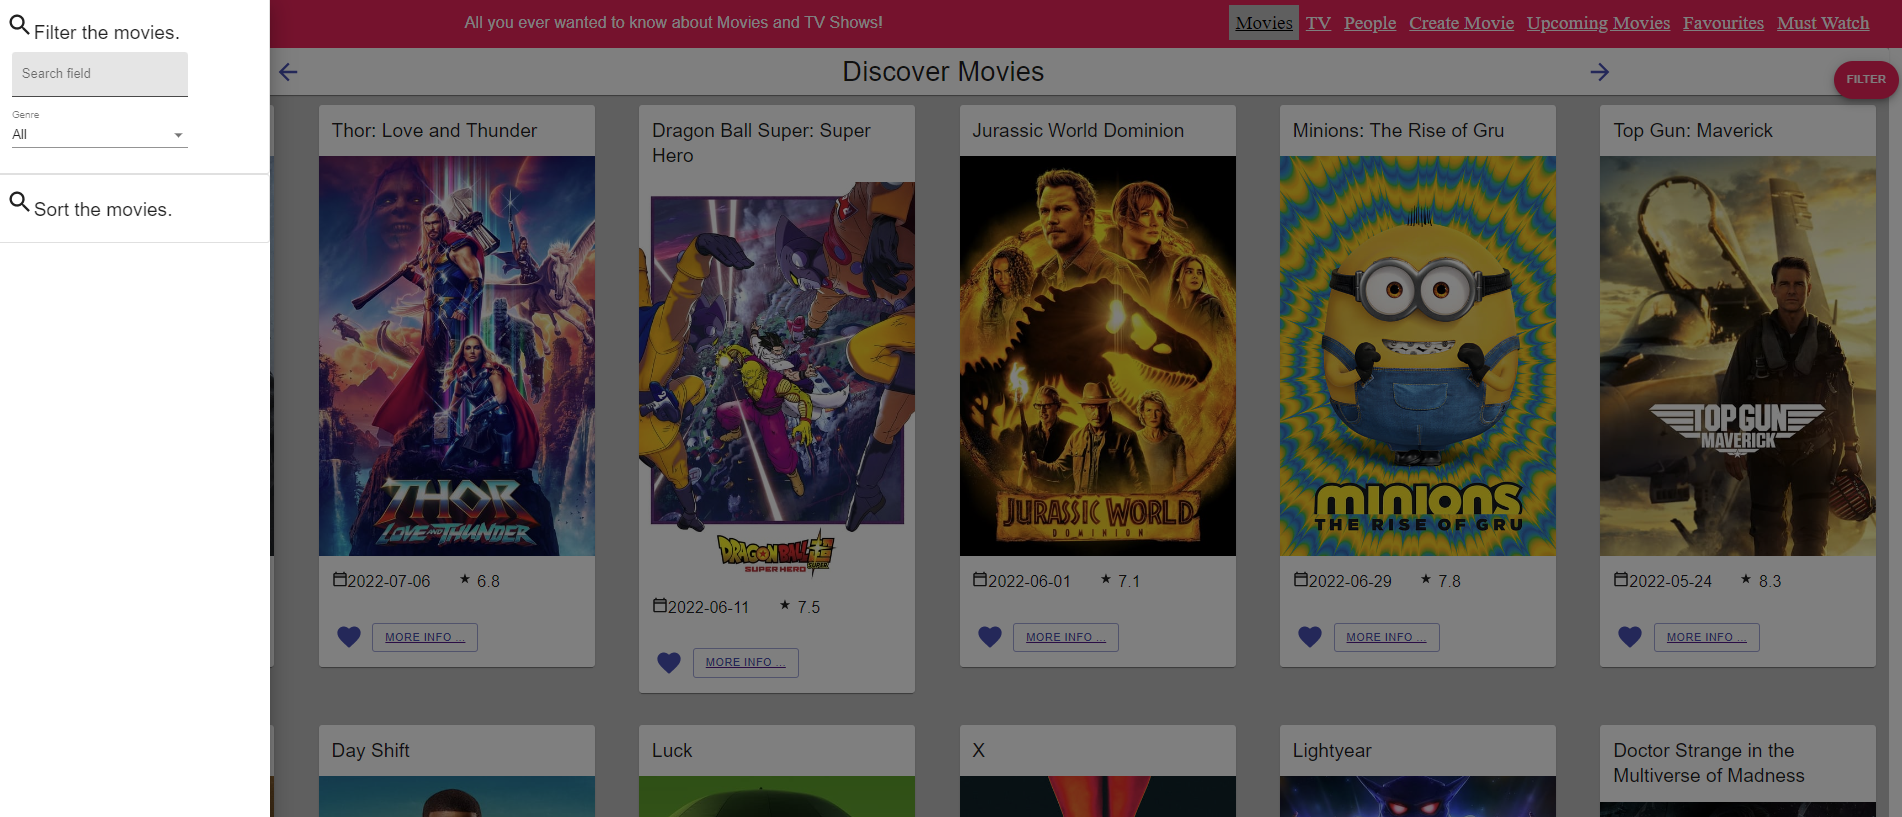 All you ever wanted to know about Movies and TV Shows!
Movies TV People Create Movie Upcoming Movies Favourites Must Watch
Filter the movies.
Search field
Genre
All
Sort the movies.
Discover Movies
FILTER
Thor: Love and Thunder
THOR
LOVE AND THUNDER
2022-07-06 ★ 6.8
MORE INFO ...
Dragon Ball Super: Super
Hero
DRAGON BALL
SUPER
SUPER HERO
2022-06-11 ★ 7.5
MORE INFO ...
Jurassic World Dominion
JURASSIC WORLD
DOMINION
2022-06-01 ★ 7.1
MORE INFO ...
Minions: The Rise of Gru
minions
THE RISE OF GRU
2022-06-29 ★ 7.8
MORE INFO ...
Top Gun: Maverick
TOP GUN
MAVERICK
2022-05-24 ★ 8.3
MORE INFO ...
Day Shift
Luck
X
Lightyear
Doctor Strange in the
Multiverse of Madness